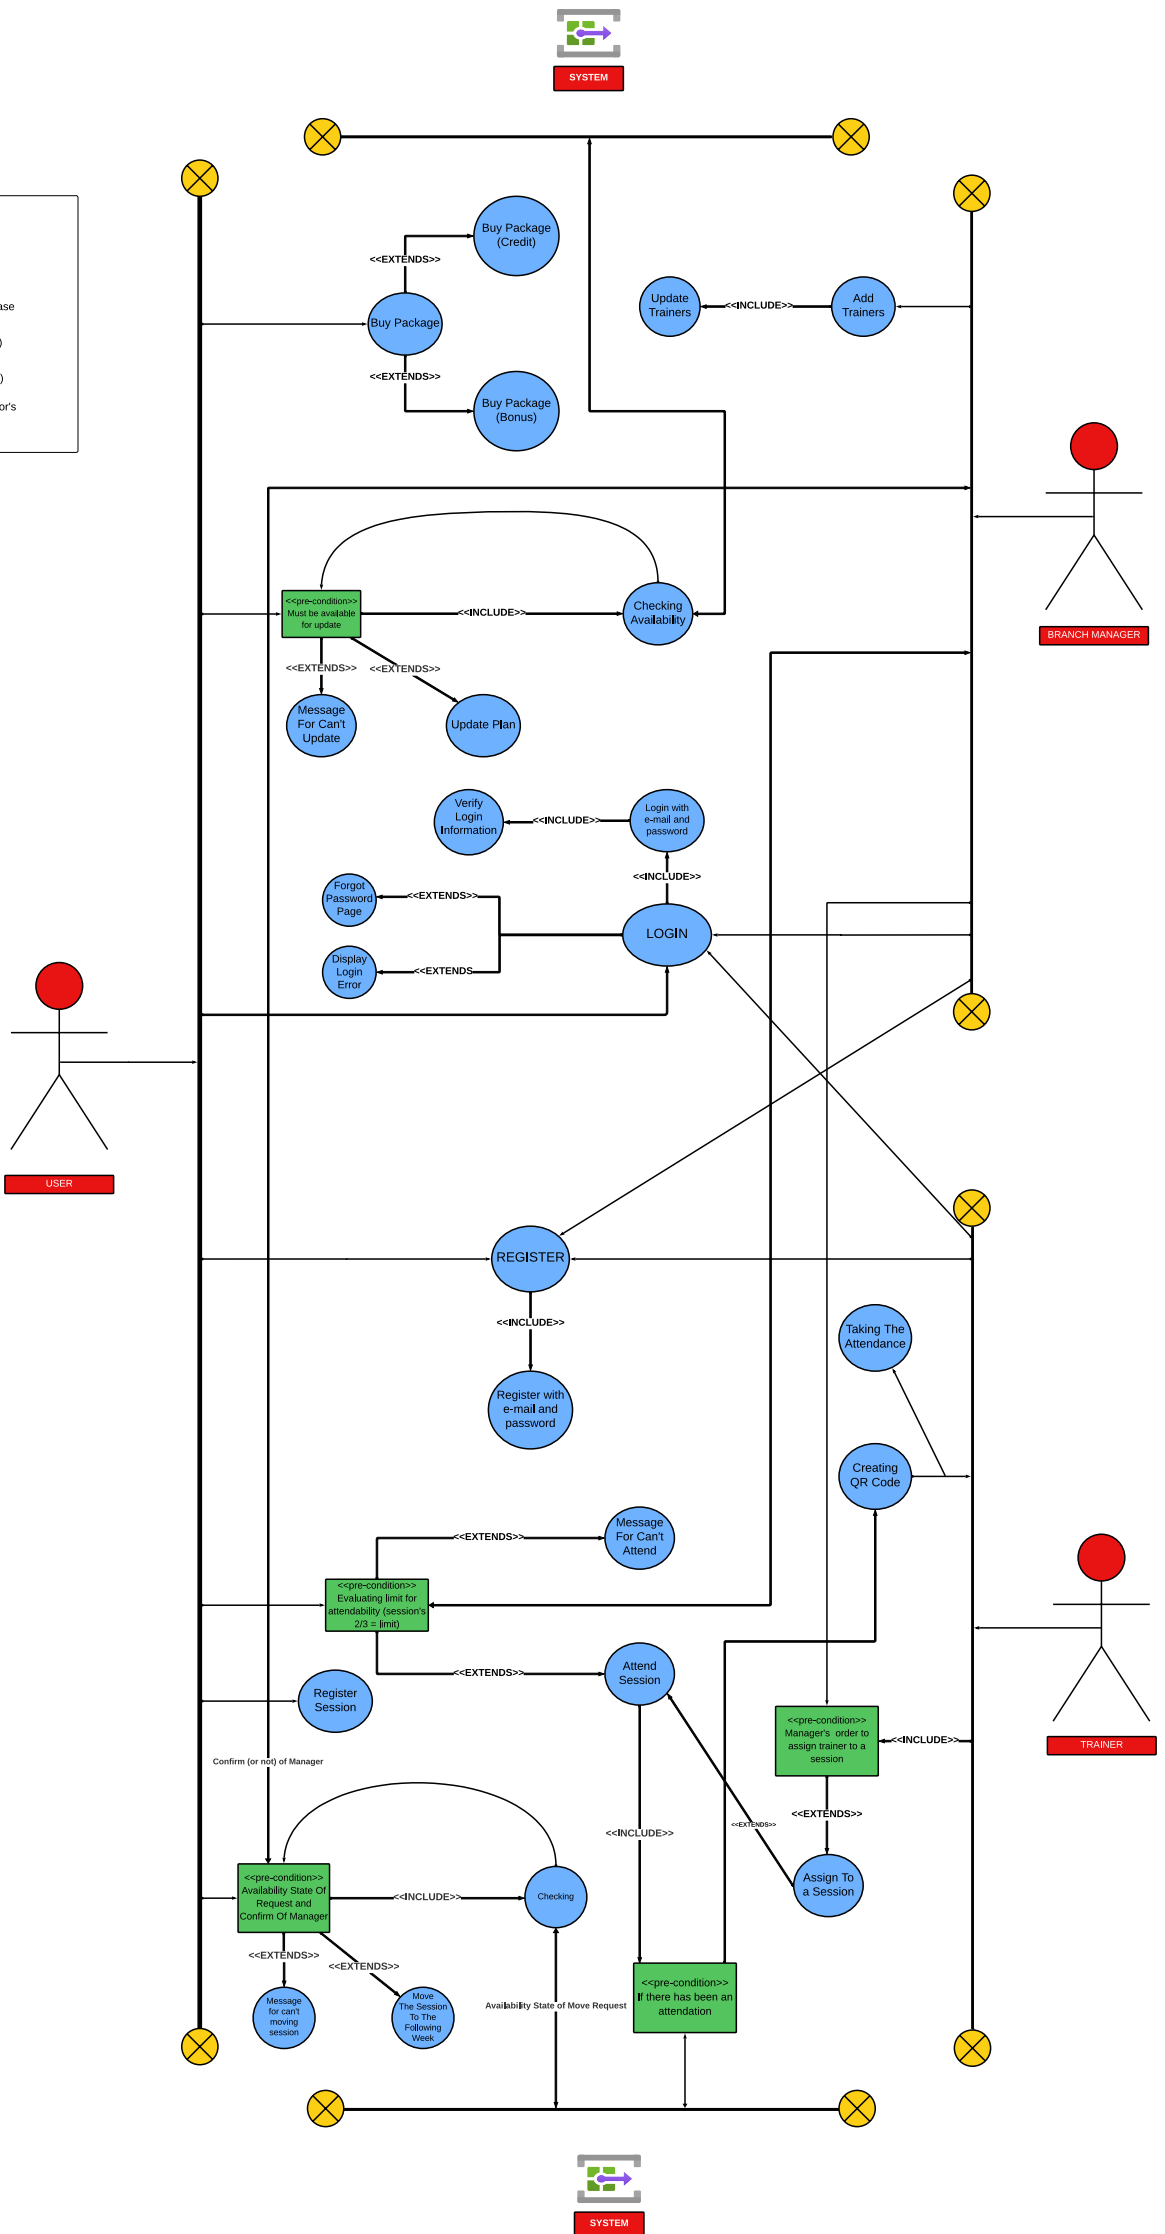 SYSTEM
ase
)
)
or's
Buy Package
(Credit)
<<EXTENDS>>
Buy Package
<<EXTENDS>>
Buy Package
(Bonus)
Update
Trainers
<<INCLUDE>>
Add
Trainers
BRANCH MANAGER
<<pre-condition>>
Must be available
for update
<<INCLUDE>>
Checking
Availability
<<EXTENDS>>
<<EXTENDS>>
Message
For Can't
Update
Update Plan
Verify
Login
Information
<<INCLUDE>>
Login with
e-mail and
password
<<INCLUDE>>
Forgot
Password
Page
<<EXTENDS>>
LOGIN
Display
Login
Error
<<EXTENDS
USER
REGISTER
<<INCLUDE>>
Register with
e-mail and
password
Taking The
Attendance
Creating
QR Code
<<EXTENDS>>
Message
For Can't
Attend
<<pre-condition>>
Evaluating limit for
attendability (session's
2/3 = limit)
<<EXTENDS>>
Attend
Session
Register
Session
<<pre-condition>>
Manager's order to
assign trainer to a
session
<<INCLUDE>>
TRAINER
Confirm (or not) of Manager
<<EXTENDS>>
<<EXTENDS>>
<<INCLUDE>>
Assign To
a Session
<<pre-condition>>
Availability State Of
Request and
Confirm Of Manager
<<INCLUDE>>
Checking
<<EXTENDS>>
<<EXTENDS>>
Message
for can't
moving
session
Move
The Session
To The
Following
Week
Availability State of Move Request
<<pre-condition>>
If there has been an
attendation
SYSTEM